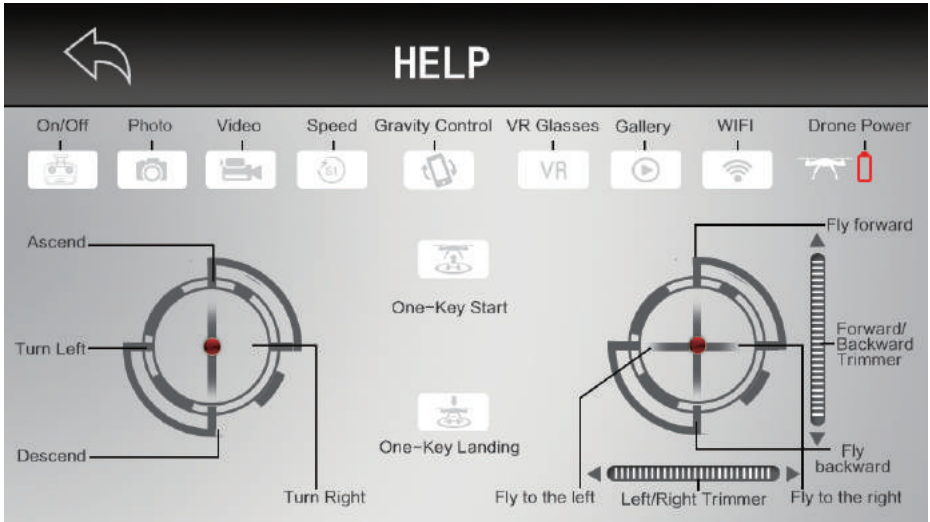 HELP
On/Off
Photo
Video
Speed
Gravity Control
VR Glasses
Gallery
WIFI
Drone Power
S1
VR
Ascend
Fly forward
One-Key Start
Turn Left
Forward/
Backward
Trimmer
One-Key Landing
Descend
Fly
backward
Turn Right
Fly to the left
Left/Right Trimmer
Fly to the right